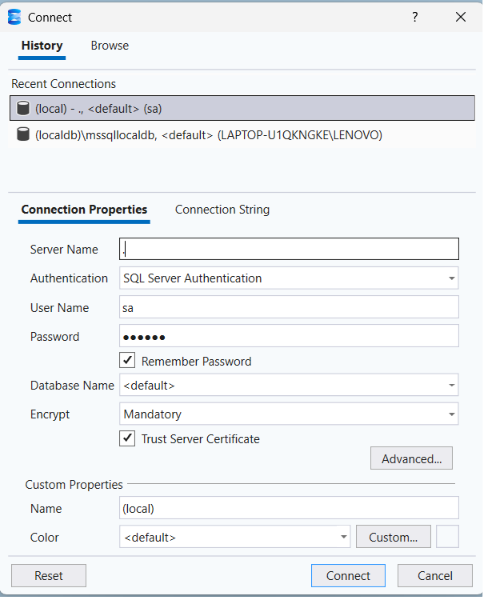 Connect ?
History Browse
Recent Connections
(local) - ., <default> (sa)
(localdb)\mssqllocaldb, <default> (LAPTOP-U1QKNGKE\LENOVO)
Connection Properties Connection String
Server Name .
Authentication SQL Server Authentication
User Name sa
Password ●●●●●●
Remember Password
Database Name <default>
Encrypt Mandatory
Trust Server Certificate
Advanced...
Custom Properties
Name (local)
Color <default> Custom...
Reset Connect Cancel